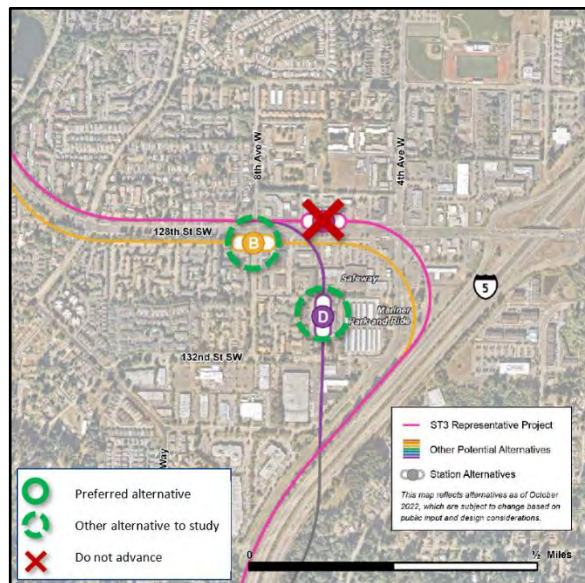 8th Ave W
4th Ave W
128th St SW
B
Safeway
5
D
Mariner
Park and Ride
132nd St SW
Way
ST3 Representative Project
Other Potential Alternatives
Station Alternatives
This map reflects alternatives as of October
2022, which are subject to change based on
public input and design considerations.
Preferred alternative
Other alternative to study
Do not advance
0
½ Miles